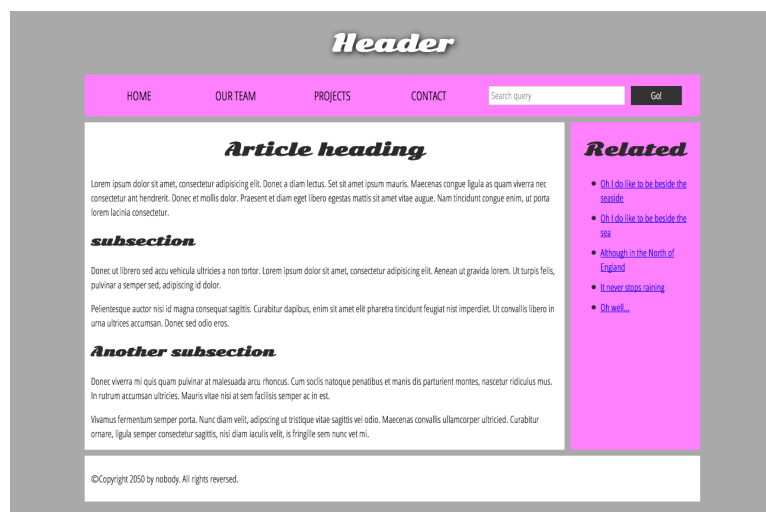 Header
HOME OUR TEAM PROJECTS CONTACT Search query Go!
Article heading
Lorem ipsum dolor sit amet, consectetur adipisicing elit. Donec a diam lectus. Set sit amet ipsum mauris. Maecenas congue ligula as quam viverra nec
consectetur ant hendrerit. Donec et mollis dolor. Praesent et diam eget libero egestas mattis sit amet vitae augue. Nam tincidunt congue enim, ut porta
lorem lacinia consectetur.
subsection
Donec ut librero sed accu vehicula ultricies a non tortor. Lorem ipsum dolor sit amet, consectetur adipisicing elit. Aenean ut gravida lorem. Ut turpis felis,
pulvinar a semper sed, adipiscing id dolor.
Pelientesque auctor nisi id magna consequat sagittis. Curabitur dapibus, enim sit amet elit pharetra tincidunt feugiat nist imperdiet. Ut convallis libero in
urna ultrices accumsan. Donec sed odio eros.
Another subsection
Donec viverra mi quis quam pulvinar at malesuada arcu rhoncus. Cum soclis natoque penatibus et manis dis parturient montes, nascetur ridiculus mus.
In rutrum accumsan ultricies. Mauris vitae nisi at sem facilisis semper ac in est.
Vivamus fermentum semper porta. Nunc diam velit, adipscing ut tristique vitae sagittis vel odio. Maecenas convallis ullamcorper ultricied. Curabitur
ornare, ligula semper consectetur sagittis, nisi diam iaculis velit, is fringille sem nunc vet mi.
Related
Oh I do like to be beside the
seaside
Oh I do like to be beside the
sea
Although in the North of
England
It never stops raining
Oh well...
©Copyright 2050 by nobody. All rights reversed.